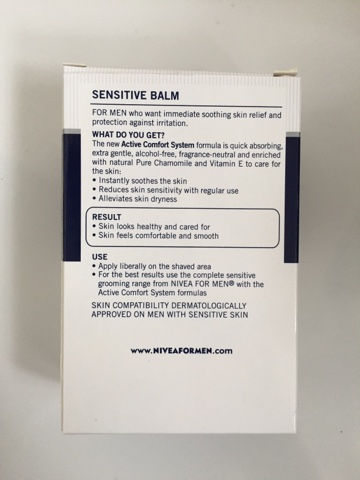 SENSITIVE BALM
FOR MEN who want immediate soothing skin relief and
protection against irritation.
WHAT DO YOU GET?
The new Active Comfort System formula is quick absorbing,
extra gentle, alcohol-free, fragrance-neutral and enriched
with natural Pure Chamomile and Vitamin E to care for
the skin:
• Instantly soothes the skin
• Reduces skin sensitivity with regular use
• Alleviates skin dryness
RESULT
• Skin looks healthy and cared for
• Skin feels comfortable and smooth
USE
• Apply liberally on the shaved area
• For the best results use the complete sensitive
grooming range from NIVEA FOR MEN® with the
Active Comfort System formulas
SKIN COMPATIBILITY DERMATOLOGICALLY
APPROVED ON MEN WITH SENSITIVE SKIN
www.NIVEAFORMEN.com